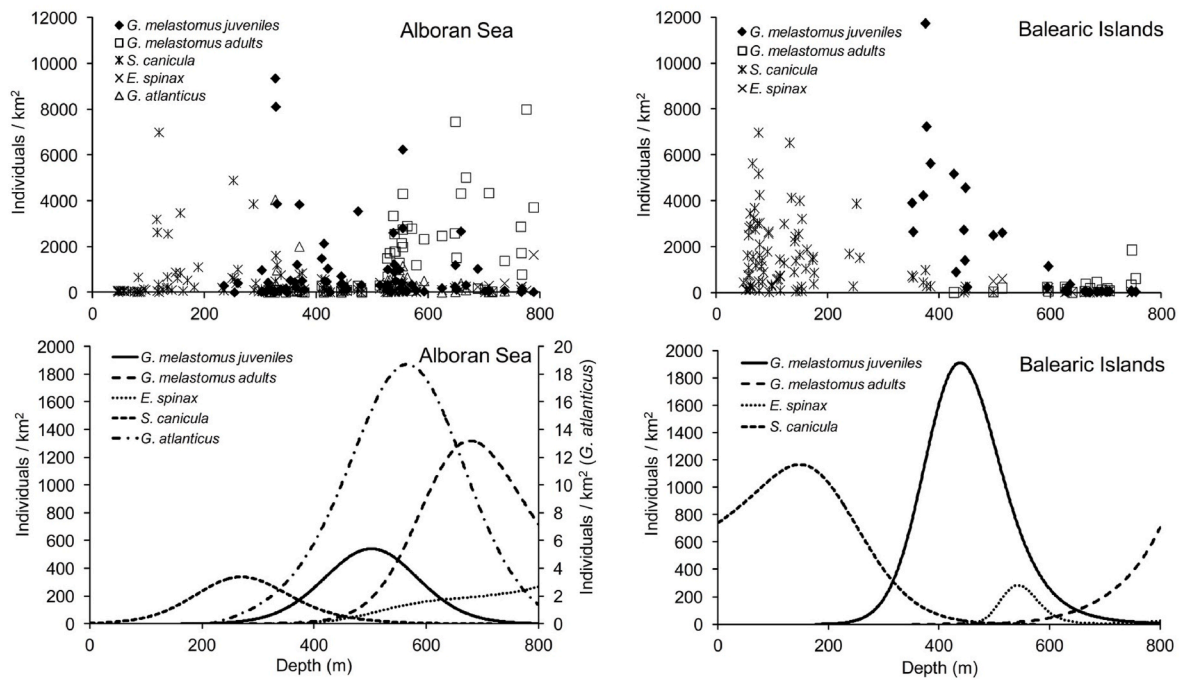 Alboran Sea
Individuals / km²
12000
10000
8000
6000
4000
2000
0
G. melastomus juveniles
G. melastomus adults
S. canicula
E. spinax
G. atlanticus
0 200 400 600 800
Balearic Islands
Individuals / km²
12000
10000
8000
6000
4000
2000
0
G. melastomus juveniles
G. melastomus adults
S. canicula
E. spinax
0 200 400 600 800
Alboran Sea
Individuals / km²
2000
1800
1600
1400
1200
1000
800
600
400
200
0
G. melastomus juveniles
G. melastomus adults
E. spinax
S. canicula
G. atlanticus
20
18
16
14
12
10
8
6
4
2
0
Individuals / km² (G. atlanticus)
0 200 400 600 800
Depth (m)
Balearic Islands
Individuals / km²
2000
1800
1600
1400
1200
1000
800
600
400
200
0
G. melastomus juveniles
G. melastomus adults
E. spinax
S. canicula
0 200 400 600 800
Depth (m)